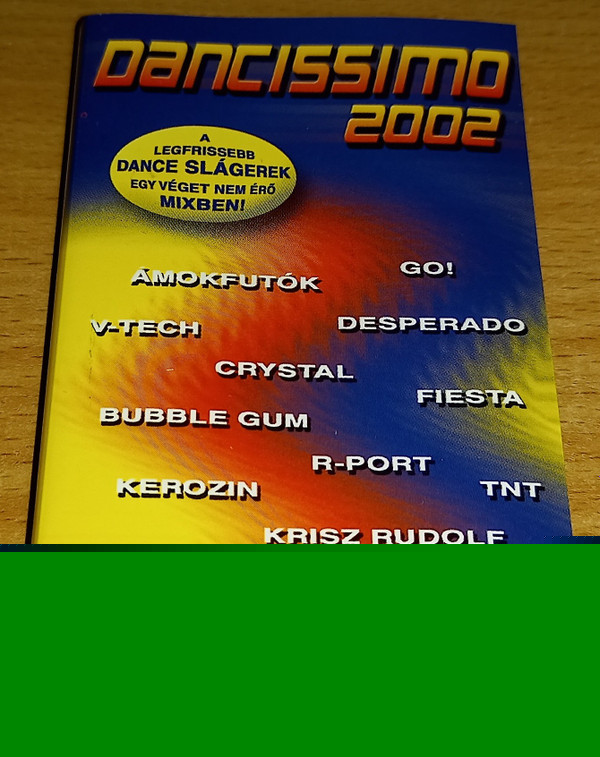 DANCISSIMO
2002
A
LEGFRISSEBB
DANCE SLÁGEREK
EGY VÉGET NEM ÉRŐ
MIXBEN!
GO!
ÁMOKFUTÓK
V-TECH
DESPERADO
CRYSTAL
FIESTA
BUBBLE GUM
R-PORT
KEROZIN
TNT
KRISZ RUDOLF